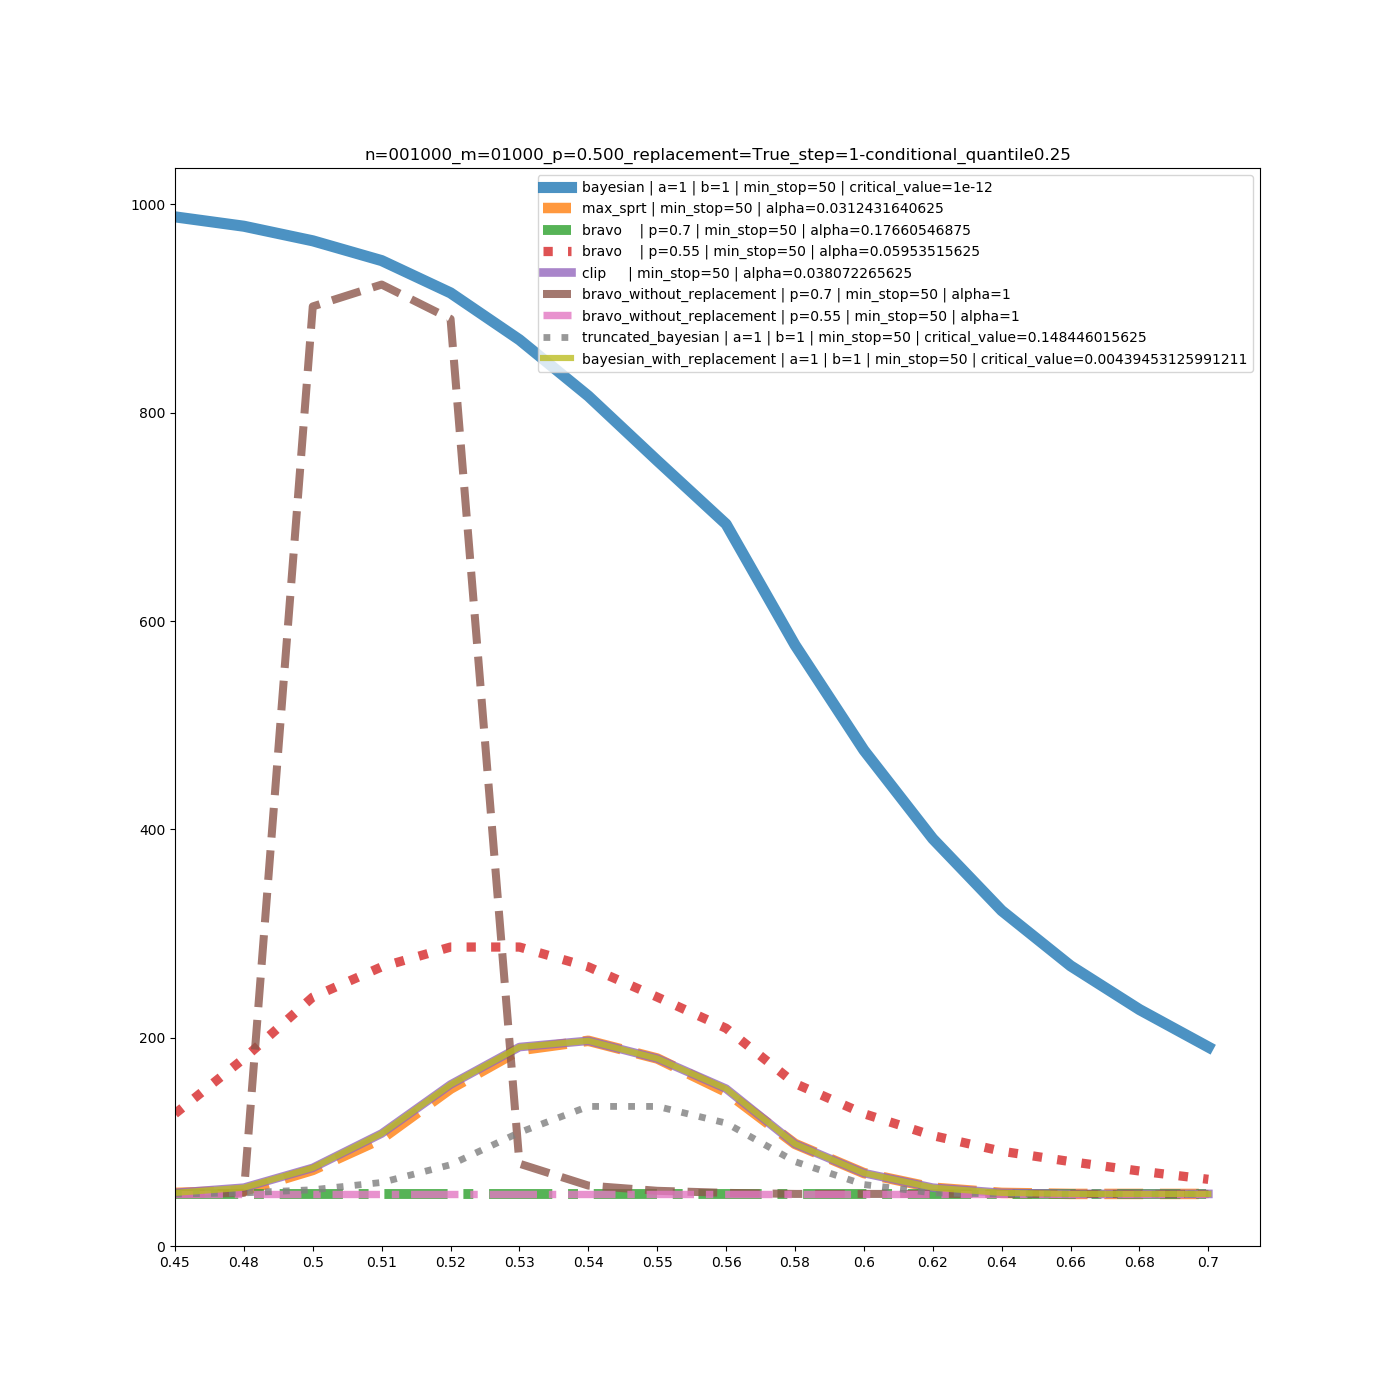 n=001000_m=01000_p=0.500_replacement=True_step=1-conditional_quantile0.25
bayesian | a=1 | b=1 | min_stop=50 | critical_value=1e-12
max_sprt | min_stop=50 | alpha=0.0312431640625
bravo    | p=0.7 | min_stop=50 | alpha=0.17660546875
bravo    | p=0.55 | min_stop=50 | alpha=0.05953515625
clip     | min_stop=50 | alpha=0.038072265625
bravo_without_replacement | p=0.7 | min_stop=50 | alpha=1
bravo_without_replacement | p=0.55 | min_stop=50 | alpha=1
truncated_bayesian | a=1 | b=1 | min_stop=50 | critical_value=0.148446015625
bayesian_with_replacement | a=1 | b=1 | min_stop=50 | critical_value=0.00439453125991211
1000
800
600
400
200
0
0.45 0.48 0.5 0.51 0.52 0.53 0.54 0.55 0.56 0.58 0.6 0.62 0.64 0.66 0.68 0.7